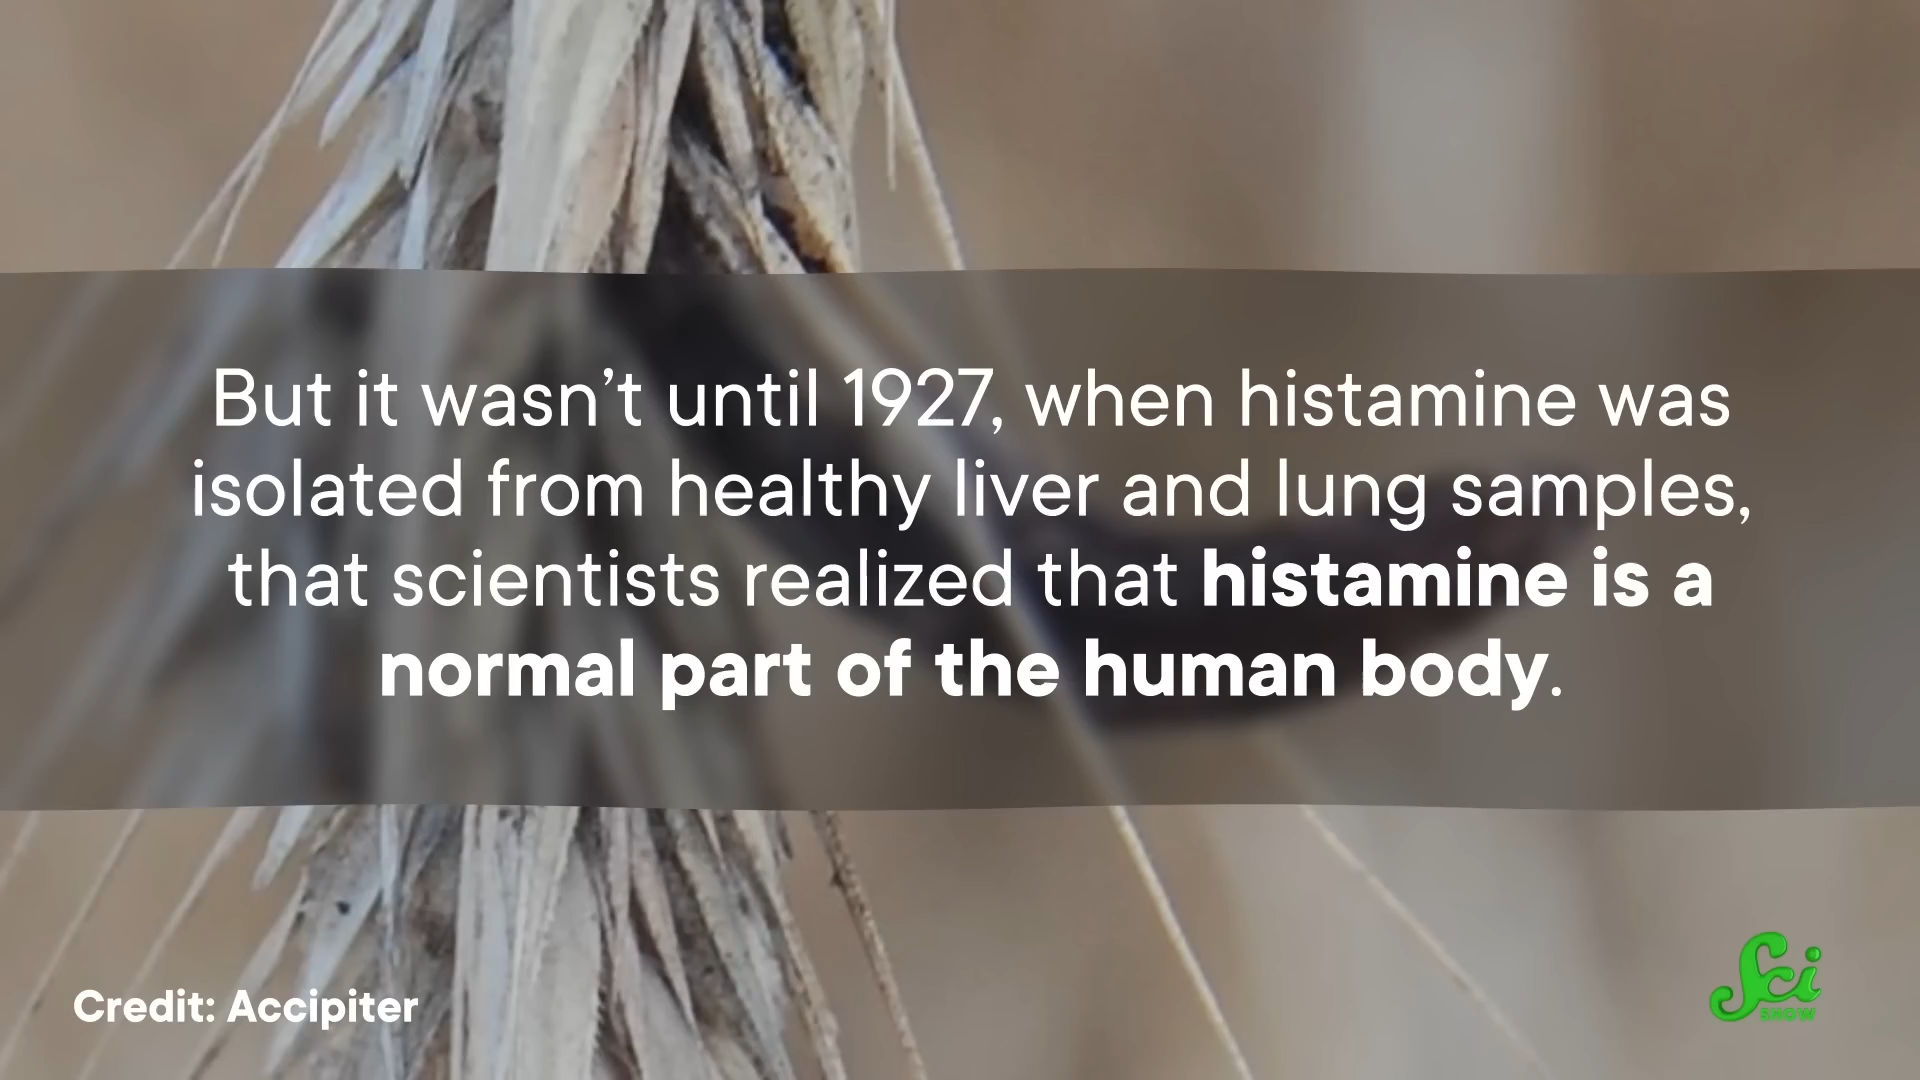 But it wasn’t until 1927, when histamine was
isolated from healthy liver and lung samples,
that scientists realized that histamine is a
normal part of the human body.
Credit: Accipiter
Sci
SHOW